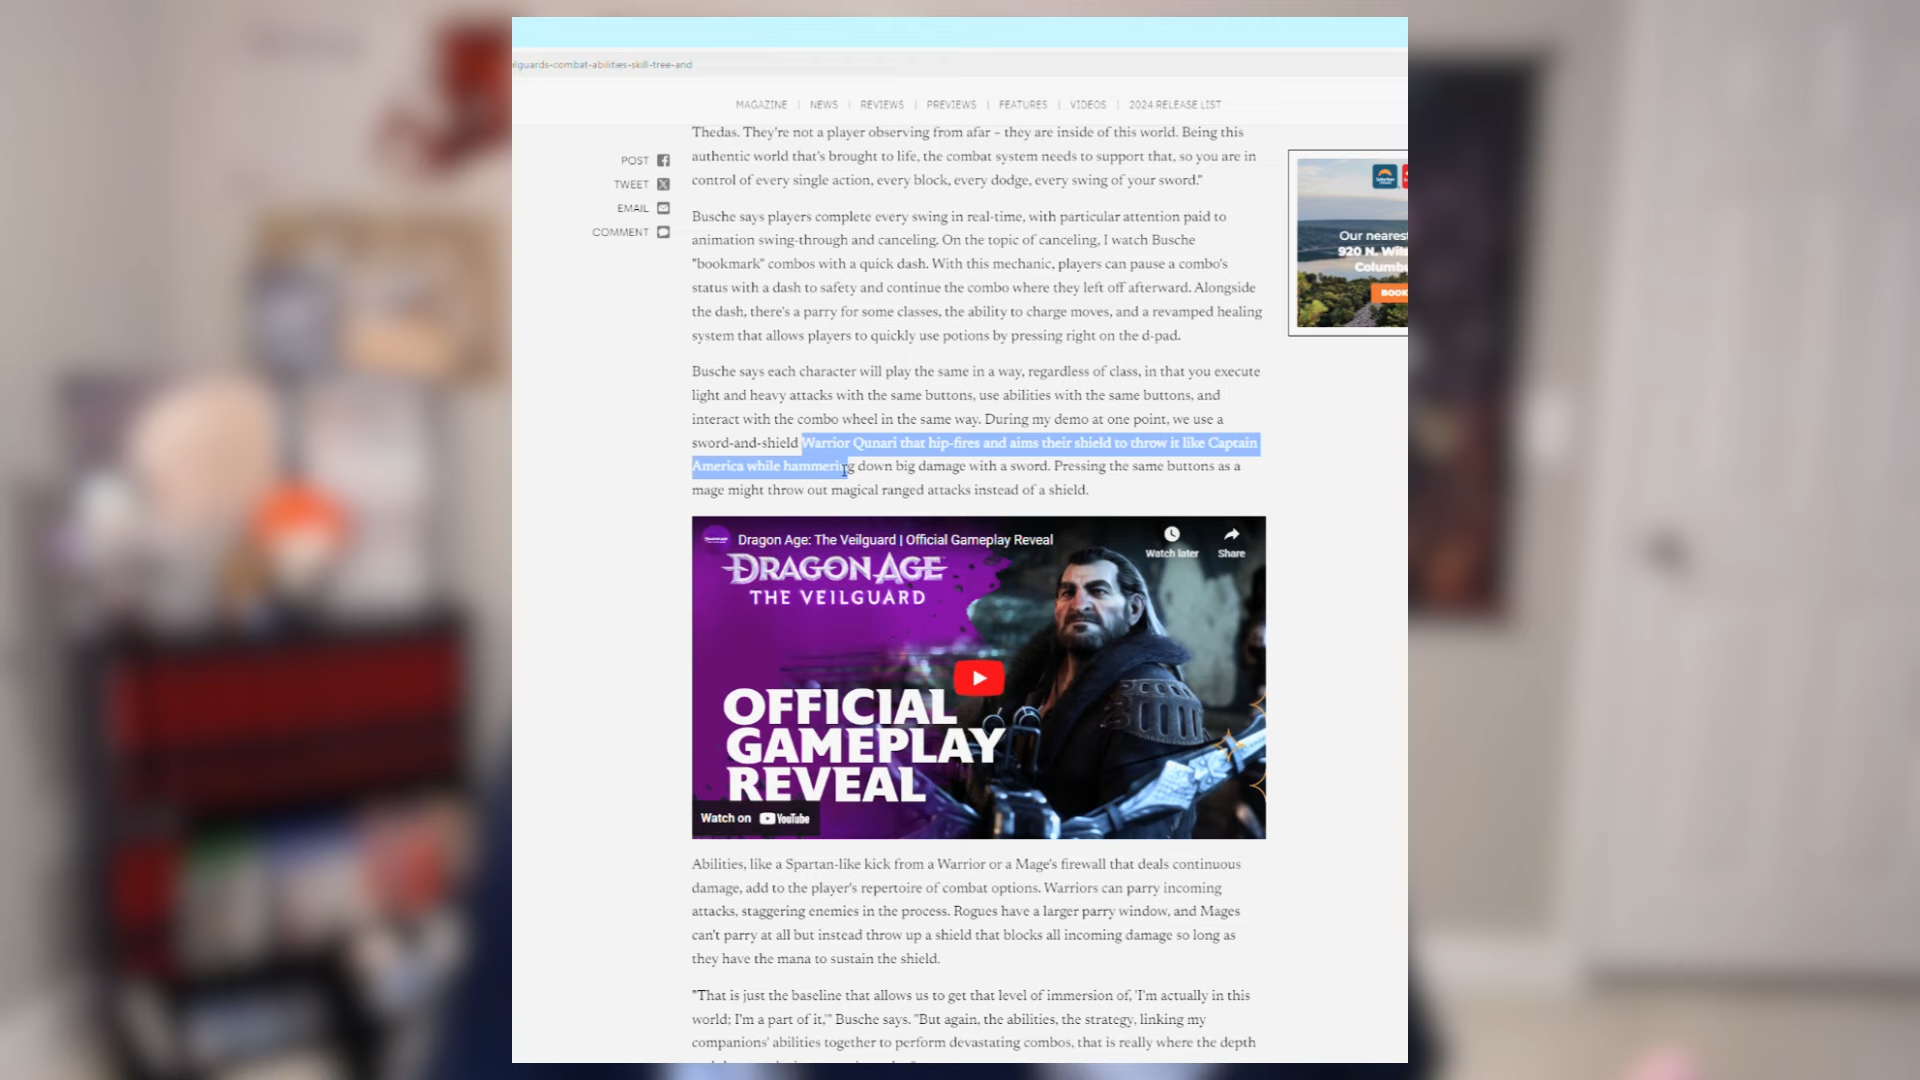 ilguards-combat-abilities-skill-tree-and
MAGAZINE | NEWS | REVIEWS | PREVIEWS | FEATURES | VIDEOS | 2024 RELEASE LIST
POST
TWEET
EMAIL
COMMENT
Thedas. They're not a player observing from afar – they are inside of this world. Being this
authentic world that's brought to life, the combat system needs to support that, so you are in
control of every single action, every block, every dodge, every swing of your sword."
Busche says players complete every swing in real-time, with particular attention paid to
animation swing-through and canceling. On the topic of canceling, I watch Busche
"bookmark" combos with a quick dash. With this mechanic, players can pause a combo's
status with a dash to safety and continue the combo where they left off afterward. Alongside
the dash, there's a parry for some classes, the ability to charge moves, and a revamped healing
system that allows players to quickly use potions by pressing right on the d-pad.
Busche says each character will play the same in a way, regardless of class, in that you execute
light and heavy attacks with the same buttons, use abilities with the same buttons, and
interact with the combo wheel in the same way. During my demo at one point, we use a
sword-and-shield Warrior Qunari that hip-fires and aims their shield to throw it like Captain
America while hammering down big damage with a sword. Pressing the same buttons as a
mage might throw out magical ranged attacks instead of a shield.
Our nearest
920 N.
BOOK
Dragon Age: The Veilguard | Official Gameplay Reveal
Watch later
Share
DRAGON AGE
THE VEILGUARD
OFFICIAL
GAMEPLAY
REVEAL
Watch on YouTube
Abilities, like a Spartan-like kick from a Warrior or a Mage's firewall that deals continuous
damage, add to the player's repertoire of combat options. Warriors can parry incoming
attacks, staggering enemies in the process. Rogues have a larger parry window, and Mages
can't parry at all but instead throw up a shield that blocks all incoming damage so long as
they have the mana to sustain the shield.
"That is just the baseline that allows us to get that level of immersion of, 'I'm actually in this
world; I'm a part of it,'" Busche says. "But again, the abilities, the strategy, linking my
companions' abilities together to perform devastating combos, that is really where the depth